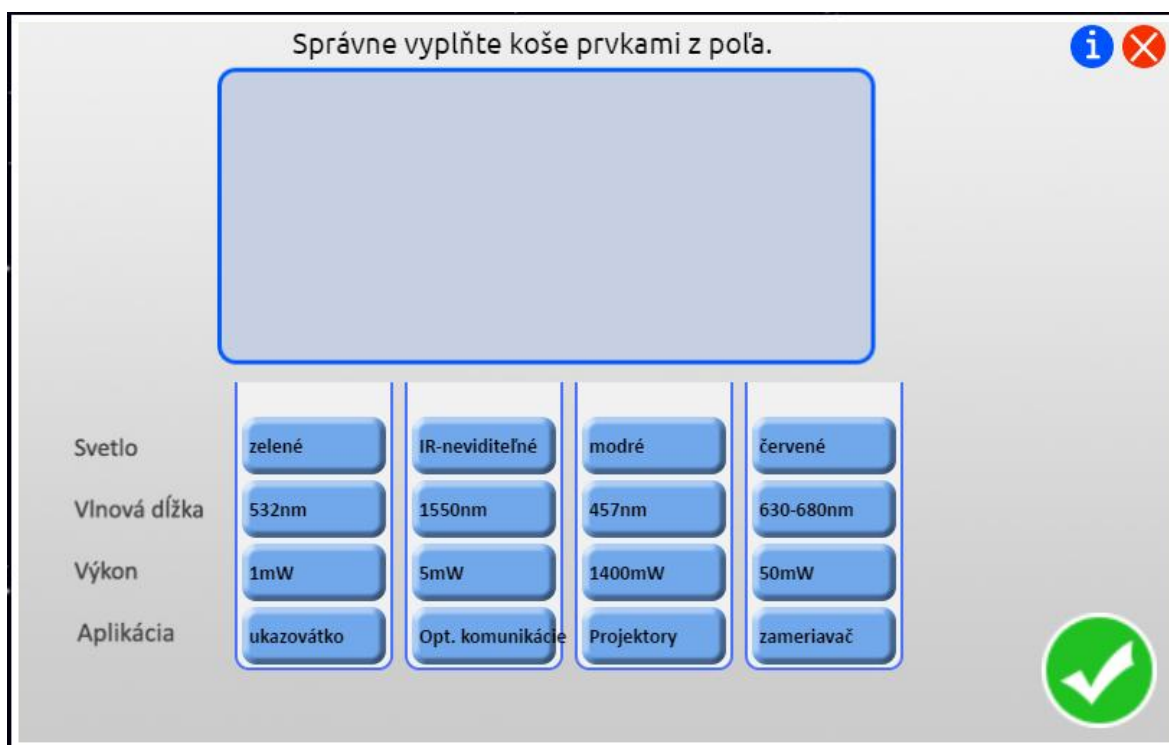 Správne vyplňte koše prvkami z poľa.
i
Svetlo zelené IR-neviditeľné modré červené
Vlnová dĺžka 532nm 1550nm 457nm 630-680nm
Výkon 1mW 5mW 1400mW 50mW
Aplikácia ukazovátko Opt. komunikácie Projektory zameriavač